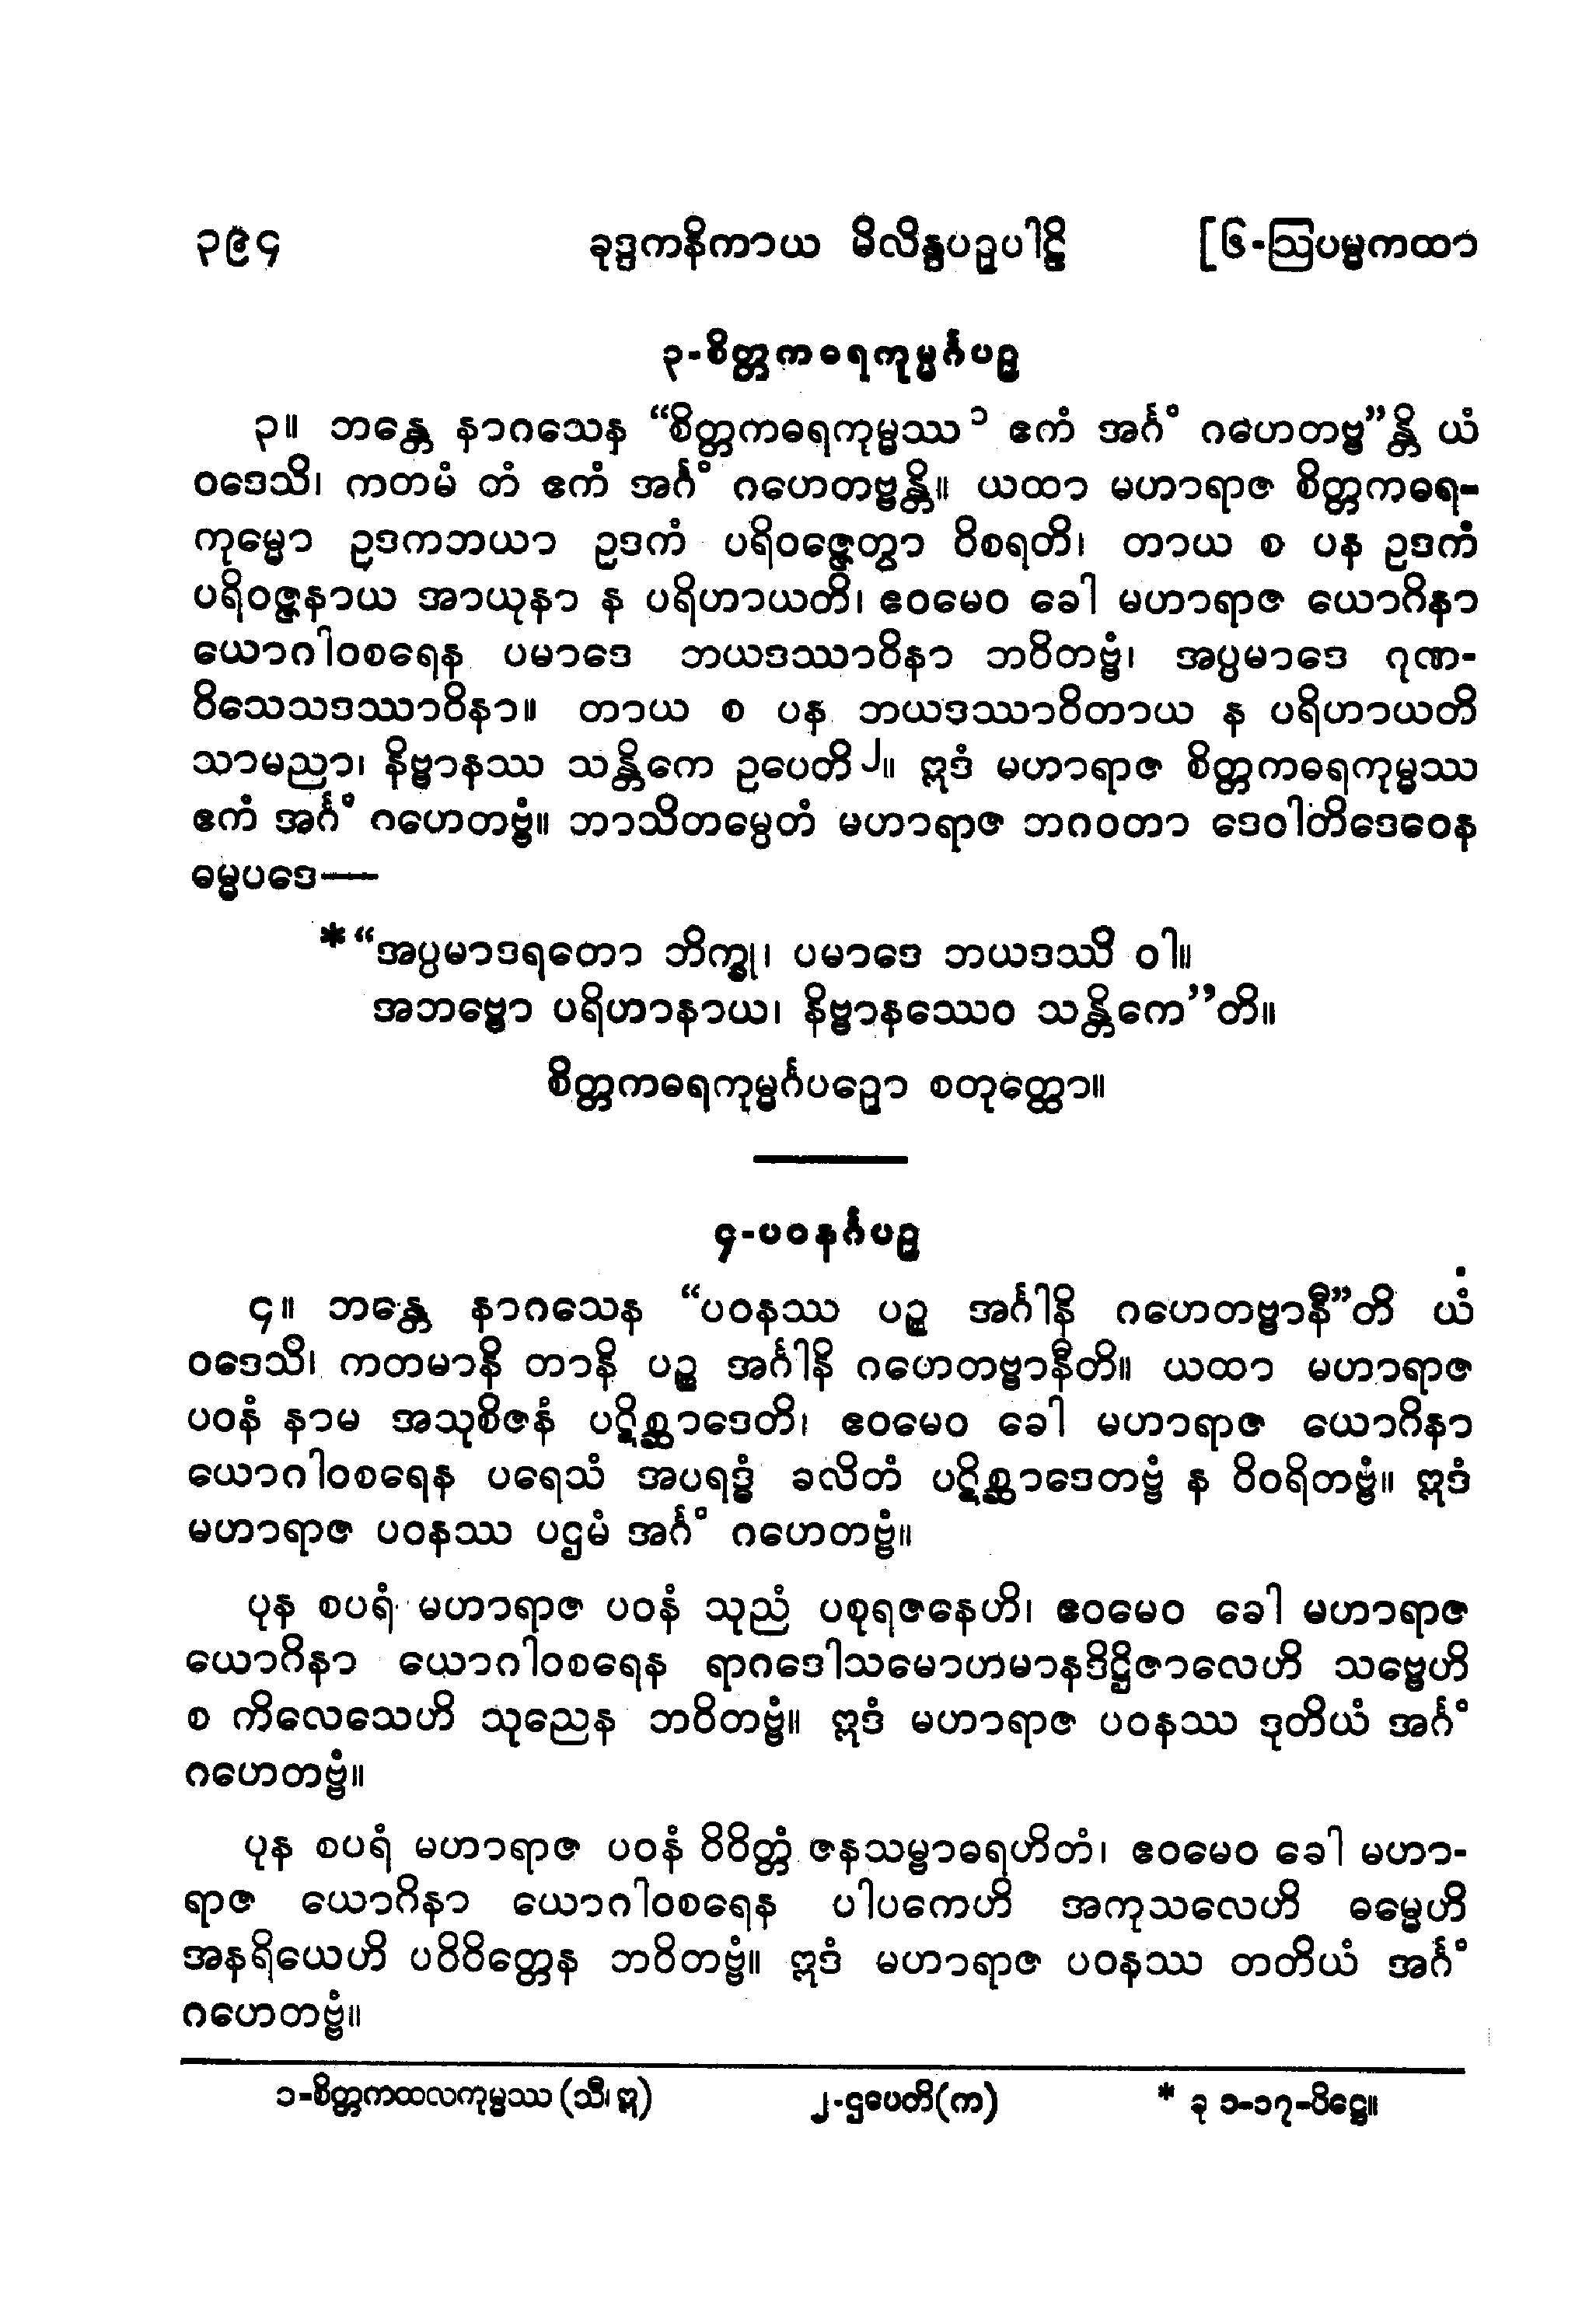 ၃၉၄ ခုဒ္ဒကနိကာယ မိလိန္ဒပဉှပါဠိ [၆-ဩပမ္မကထာ
၃-စိတ္တကဓရကုမ္မင်္ဂပဉှ
၃။ ဘန္တေ နာဂသေန “စိတ္တကဓရကုမ္မဿ ၁ ဧကံ အင်္ဂံ ဂဟေတဗ္ဗ”န္တိ ယံ
ဝဒေသိ၊ ကတမံ တံ ဧကံ အင်္ဂံ ဂဟေတဗ္ဗန္တိ။ ယထာ မဟာရာဇ စိတ္တကဓရ-
ကုမ္မော ဥဒကဘယာ ဥဒကံ ပရိဝဇ္ဇေတွာ ဝိစရတိ၊ တာယ စ ပန ဥဒကံ
ပရိဝဇ္ဇနာယ အာယုနာ န ပရိဟာယတိ၊ ဧဝမေဝ ခေါ မဟာရာဇ ယောဂိနာ
ယောဂါဝစရေန ပမာဒေ ဘယဒဿာဝိနာ ဘဝိတဗ္ဗံ၊ အပ္ပမာဒေ ဂုဏ-
ဝိသေသဒဿာဝိနာ။ တာယ စ ပန ဘယဒဿာဝိတာယ န ပရိဟာယတိ
သာမညာ၊ နိဗ္ဗာနဿ သန္တိကေ ဥပေတိ ၂။ ဣဒံ မဟာရာဇ စိတ္တကဓရကုမ္မဿ
ဧကံ အင်္ဂံ ဂဟေတဗ္ဗံ။ ဘာသိတမ္ပေတံ မဟာရာဇ ဘဂဝတာ ဒေဝါတိဒေဝေန
ဓမ္မပဒေ—
* “အပ္ပမာဒရတော ဘိက္ခု၊ ပမာဒေ ဘယဒဿိ ဝါ။
အဘဗ္ဗော ပရိဟာနာယ၊ နိဗ္ဗာနဿေဝ သန္တိကေ”တိ။
စိတ္တကဓရကုမ္မင်္ဂပဉှော စတုတ္ထော။
၄-ပဝနင်္ဂပဉှ
၄။ ဘန္တေ နာဂသေန “ပဝနဿ ပဉ္စ အင်္ဂါနိ ဂဟေတဗ္ဗာနီ”တိ ယံ
ဝဒေသိ၊ ကတမာနိ တာနိ ပဉ္စ အင်္ဂါနိ ဂဟေတဗ္ဗာနီတိ။ ယထာ မဟာရာဇ
ပဝနံ နာမ အသုစိဇနံ ပဋိစ္ဆာဒေတိ၊ ဧဝမေဝ ခေါ မဟာရာဇ ယောဂိနာ
ယောဂါဝစရေန ပရေသံ အပရဒ္ဓံ ခလိတံ ပဋိစ္ဆာဒေတဗ္ဗံ န ဝိဝရိတဗ္ဗံ။ ဣဒံ
မဟာရာဇ ပဝနဿ ပဌမံ အင်္ဂံ ဂဟေတဗ္ဗံ။
ပုန စပရံ မဟာရာဇ ပဝနံ သုညံ ပစုရဇနေဟိ၊ ဧဝမေဝ ခေါ မဟာရာဇ
ယောဂိနာ ယောဂါဝစရေန ရာဂဒေါသမောဟမာနဒိဋ္ဌိဇာလေဟိ သဗ္ဗေဟိ
စ ကိလေသေဟိ သုညေန ဘဝိတဗ္ဗံ။ ဣဒံ မဟာရာဇ ပဝနဿ ဒုတိယံ အင်္ဂံ
ဂဟေတဗ္ဗံ။
ပုန စပရံ မဟာရာဇ ပဝနံ ဝိဝိတ္တံ ဇနသမ္ဗာဓရဟိတံ၊ ဧဝမေဝ ခေါ မဟာ-
ရာဇ ယောဂိနာ ယောဂါဝစရေန ပါပကေဟိ အကုသလေဟိ ဓမ္မေဟိ
အနရိယေဟိ ပဝိဝိတ္တေန ဘဝိတဗ္ဗံ။ ဣဒံ မဟာရာဇ ပဝနဿ တတိယံ အင်္ဂံ
ဂဟေတဗ္ဗံ။
၁-စိတ္တကထလကုမ္မဿ (သီ၊ ဣ) ၂-ဌပေတိ (က) * ခု ၁-၁၇-ပိဋ္ဌေ။